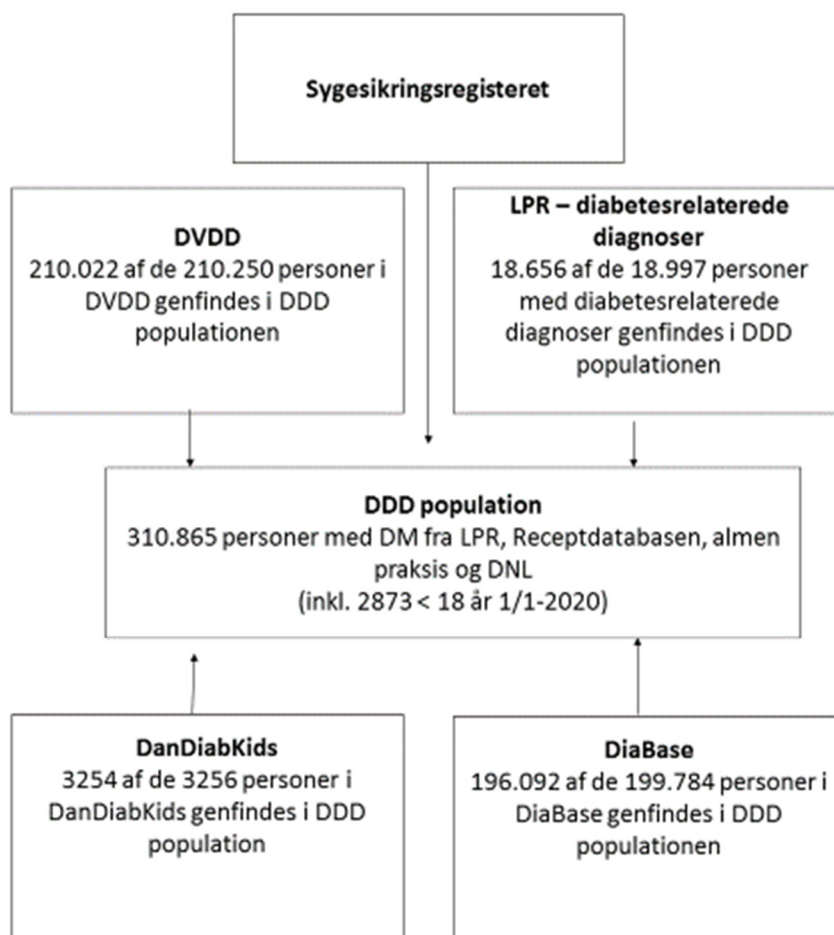 Sygesikringsregisteret
DVDD
210.022 af de 210.250 personer i
DVDD genfindes i DDD
populationen
LPR – diabetesrelaterede
diagnoser
18.656 af de 18.997 personer
med diabetesrelaterede
diagnoser genfindes i DDD
populationen
DDD population
310.865 personer med DM fra LPR, Receptdatabasen, almen
praksis og DNL
(inkl. 2873 < 18 år 1/1-2020)
DanDiabKids
3254 af de 3256 personer i
DanDiabKids genfindes i DDD
population
DiaBase
196.092 af de 199.784 personer i
DiaBase genfindes i DDD
populationen